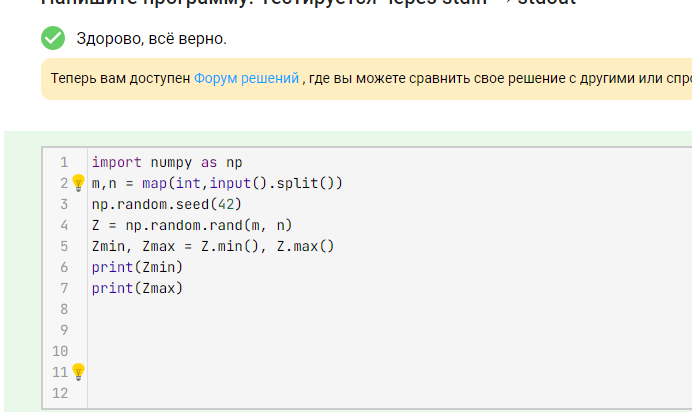 Напишите программу. Тестируется через stdin → stdout
Здорово, всё верно.
Теперь вам доступен Форум решений , где вы можете сравнить свое решение с другими или спро
1 import numpy as np
2 m,n = map(int,input().split())
3 np.random.seed(42)
4 Z = np.random.rand(m, n)
5 Zmin, Zmax = Z.min(), Z.max()
6 print(Zmin)
7 print(Zmax)
8
9
10
11
12